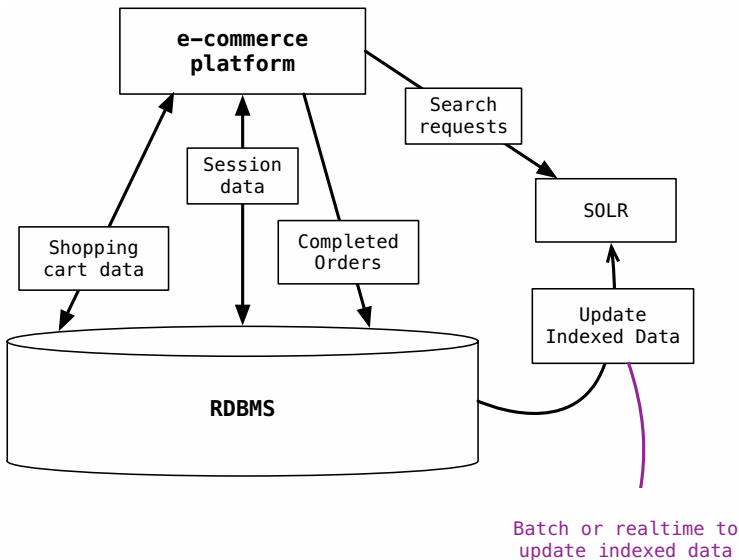 e-commerce
platform
Search
requests
Session
data
SOLR
Shopping
cart data
Completed
Orders
Update
Indexed Data
RDBMS
Batch or realtime to
update indexed data